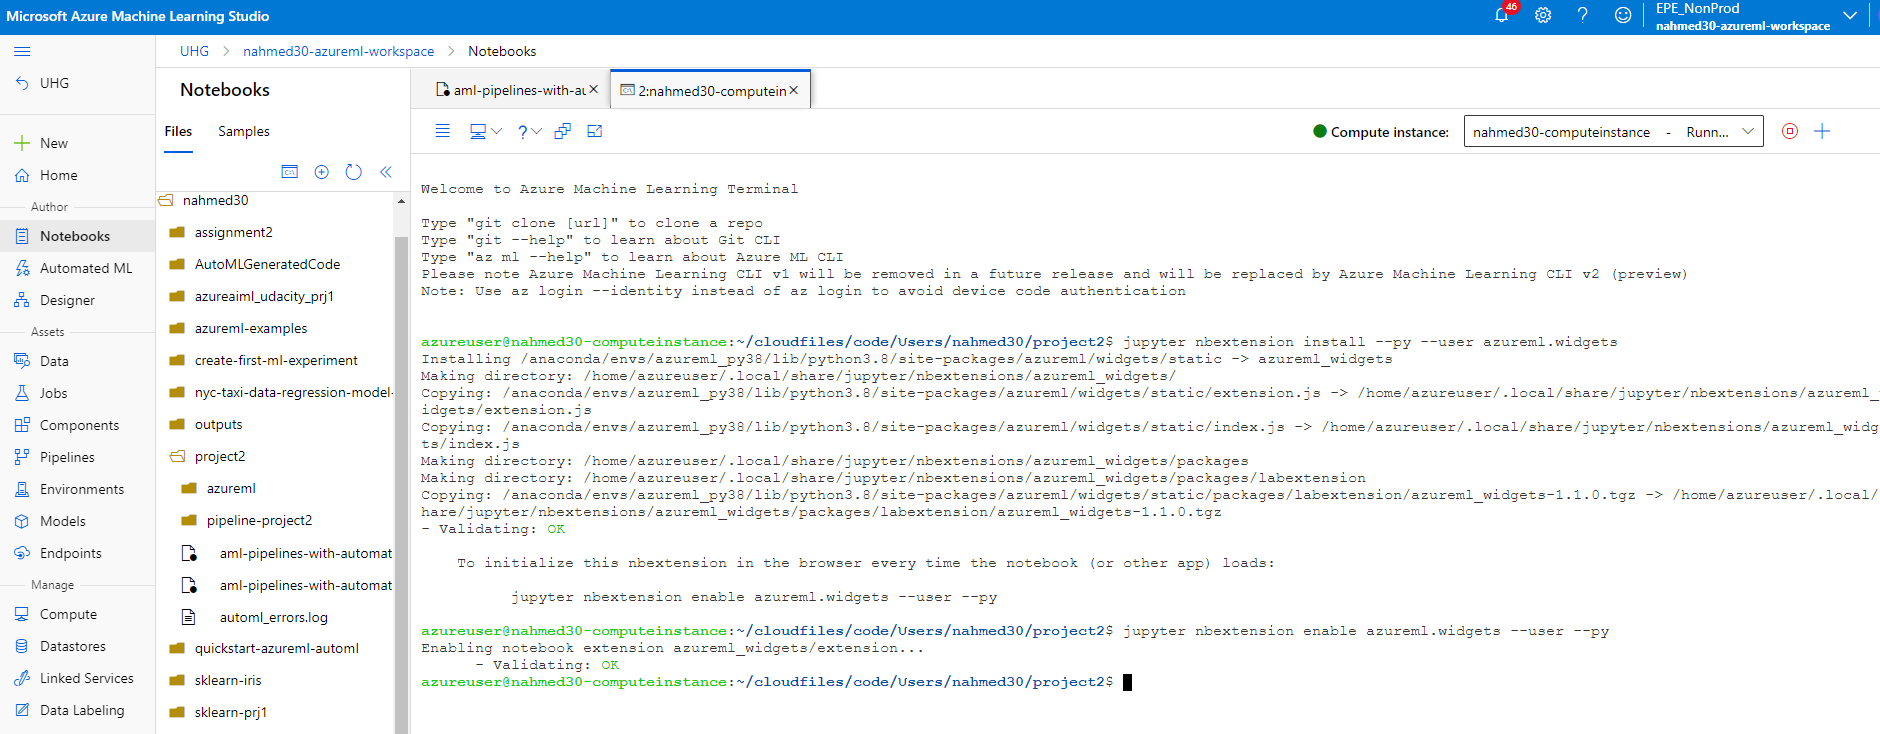 Microsoft Azure Machine Learning Studio
46
EPE_NonProd
nahmed30-azureml-workspace
UHG > nahmed30-azureml-workspace > Notebooks
UHG
New
Home
Author
Notebooks
Automated ML
Designer
Assets
Data
Jobs
Components
Pipelines
Environments
Models
Endpoints
Manage
Compute
Datastores
Linked Services
Data Labeling
Notebooks
Files Samples
nahmed30
assignment2
AutoMLGeneratedCode
azureaiml_udacity_prj1
azureml-examples
create-first-ml-experiment
nyc-taxi-data-regression-model-
outputs
project2
azureml
pipeline-project2
aml-pipelines-with-automat
aml-pipelines-with-automat
automl_errors.log
quickstart-azureml-automl
sklearn-iris
sklearn-prj1
aml-pipelines-with-au
2:nahmed30-computein
Compute instance: nahmed30-computeinstance - Runn...
Welcome to Azure Machine Learning Terminal
Type "git clone [url]" to clone a repo
Type "git --help" to learn about Git CLI
Type "az ml --help" to learn about Azure ML CLI
Please note Azure Machine Learning CLI v1 will be removed in a future release and will be replaced by Azure Machine Learning CLI v2 (preview)
Note: Use az login --identity instead of az login to avoid device code authentication
azureuser@nahmed30-computeinstance:~/cloudfiles/code/Users/nahmed30/project2$ jupyter nbextension install --py --user azureml.widgets
Installing /anaconda/envs/azureml_py38/lib/python3.8/site-packages/azureml/widgets/static -> azureml_widgets
Making directory: /home/azureuser/.local/share/jupyter/nbextensions/azureml_widgets/
Copying: /anaconda/envs/azureml_py38/lib/python3.8/site-packages/azureml/widgets/static/extension.js -> /home/azureuser/.local/share/jupyter/nbextensions/azureml_
idgets/extension.js
Copying: /anaconda/envs/azureml_py38/lib/python3.8/site-packages/azureml/widgets/static/index.js -> /home/azureuser/.local/share/jupyter/nbextensions/azureml_widg
ts/index.js
Making directory: /home/azureuser/.local/share/jupyter/nbextensions/azureml_widgets/packages
Making directory: /home/azureuser/.local/share/jupyter/nbextensions/azureml_widgets/packages/labextension
Copying: /anaconda/envs/azureml_py38/lib/python3.8/site-packages/azureml/widgets/static/packages/labextension/azureml_widgets-1.1.0.tgz -> /home/azureuser/.local/
hare/jupyter/nbextensions/azureml_widgets/packages/labextension/azureml_widgets-1.1.0.tgz
- Validating: OK
To initialize this nbextension in the browser every time the notebook (or other app) loads:
jupyter nbextension enable azureml.widgets --user --py
azureuser@nahmed30-computeinstance:~/cloudfiles/code/Users/nahmed30/project2$ jupyter nbextension enable azureml.widgets --user --py
Enabling notebook extension azureml_widgets/extension...
- Validating: OK
azureuser@nahmed30-computeinstance:~/cloudfiles/code/Users/nahmed30/project2$